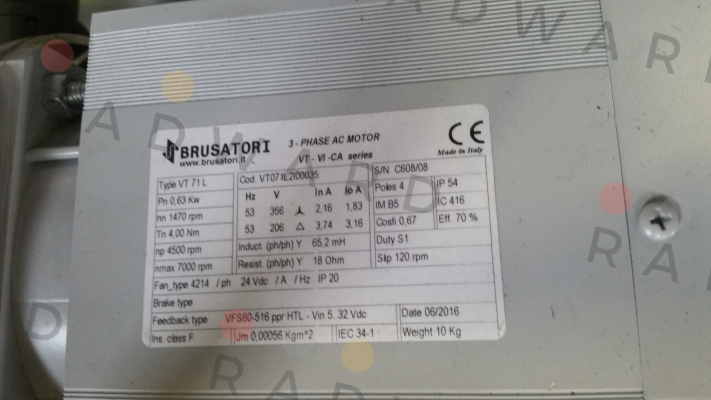 BRUSATORI
www.brusatori.it
3 - PHASE AC MOTOR
VT - VI -CA series
CE
Made in Italy
Type VT 71 L
Cod VT071L2I00035
S/N C608/08
Pn 0,63 Kw
Hz V In A Io A
Poles 4 IP 54
nn 1470 rpm
53 356 2,16 1,83
IM B5 IC 416
Tn 4,00 Nm
53 206 △ 3,74 3,16
Cosfi 0,67 Eff. 70 %
np 4500 rpm
Induct. (ph/ph) Y 65,2 mH
Duty S1
nmax 7000 rpm
Resist. (ph/ph) Y 18 Ohm
Slip 120 rpm
Fan_type 4214 / ph 24 Vdc / A / Hz IP 20
Brake type
Feedback type VFS60-516 ppr HTL - Vin 5. 32 Vdc
Date 06/2016
Ins. class F Jm 0,00056 Kgm^2 IEC 34-1 Weight 10 Kg
RADWARD
RADWARD
RADWARD